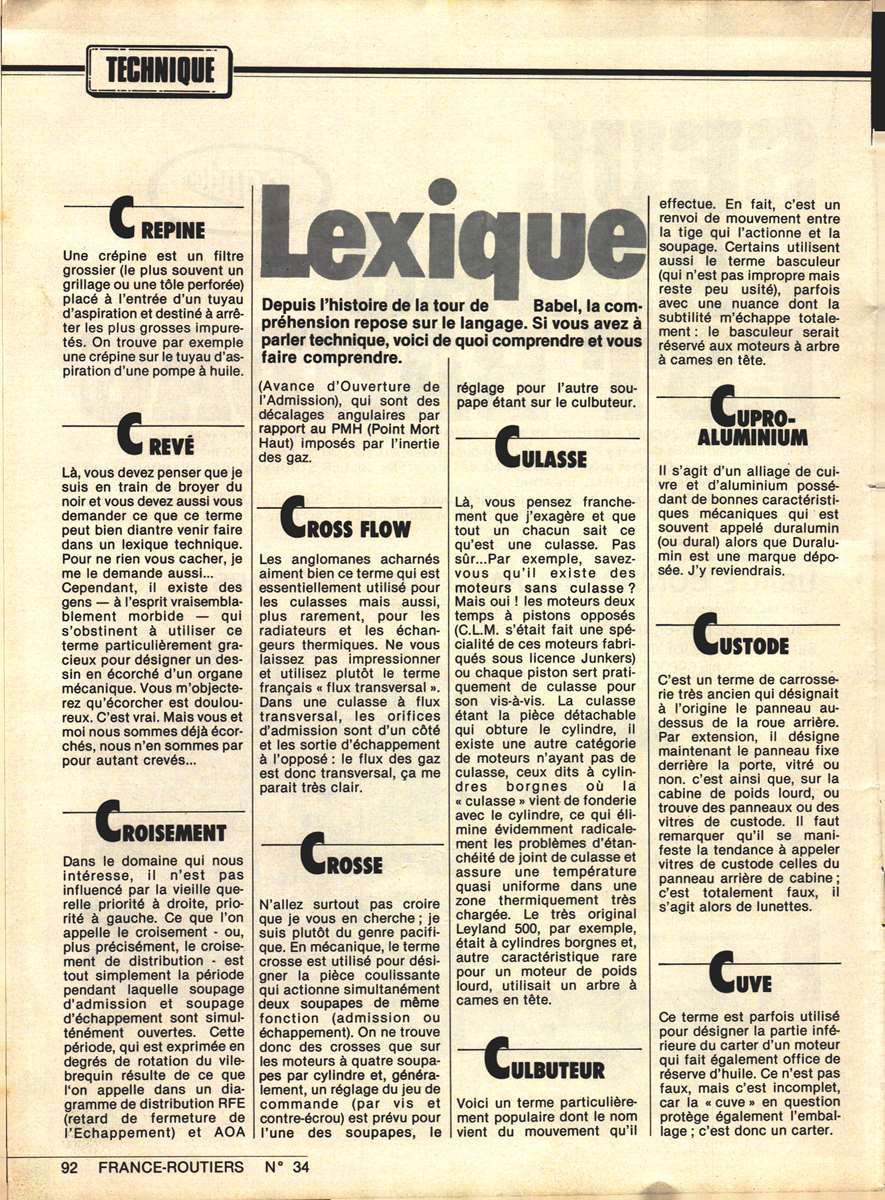 TECHNIQUE
Lexique
Depuis l'histoire de la tour de Babel, la com-
préhension repose sur le langage. Si vous avez à
parler technique, voici de quoi comprendre et vous
faire comprendre.
CREPINE
Une crépine est un filtre
grossier (le plus souvent un
grillage ou une tôle perforée)
placé à l'entrée d'un tuyau
d'aspiration et destiné à arrê-
ter les plus grosses impure-
tés. On trouve par exemple
une crépine sur le tuyau d'as-
piration d'une pompe à huile.
CREVÉ
Là, vous devez penser que je
suis en train de broyer du
noir et vous devez aussi vous
demander ce que ce terme
peut bien diantre venir faire
dans un lexique technique.
Pour ne rien vous cacher, je
me le demande aussi...
Cependant, il existe des
gens — à l'esprit vraisembla-
blement morbide — qui
s'obstinent à utiliser ce
terme particulièrement gra-
cieux pour désigner un des-
sin en écorché d'un organe
mécanique. Vous m'objecte-
rez qu'écorcher est doulou-
reux. C'est vrai. Mais vous et
moi nous sommes déjà écor-
chés, nous n'en sommes par
pour autant crevés...
CROISEMENT
Dans le domaine qui nous
intéresse, il n'est pas
influencé par la vieille que-
relle priorité à droite, prio-
rité à gauche. Ce que l'on
appelle le croisement - ou,
plus précisément, le croise-
ment de distribution - est
tout simplement la période
pendant laquelle soupage
d'admission et soupage
d'échappement sont simul-
ténément ouvertes. Cette
période, qui est exprimée en
degrés de rotation du vile-
brequin résulte de ce que
l'on appelle dans un dia-
gramme de distribution RFE
(retard de fermeture de
l'Echappement) et AOA
(Avance d'Ouverture de
l'Admission), qui sont des
décalages angulaires par
rapport au PMH (Point Mort
Haut) imposés par l'inertie
des gaz.
CROSS FLOW
Les anglomanes acharnés
aiment bien ce terme qui est
essentiellement utilisé pour
les culasses mais aussi,
plus rarement, pour les
radiateurs et les échan-
geurs thermiques. Ne vous
laissez pas impressionner
et utilisez plutôt le terme
français « flux transversal ».
Dans une culasse à flux
transversal, les orifices
d'admission sont d'un côté
et les sortie d'échappement
à l'opposé : le flux des gaz
est donc transversal, ça me
parait très clair.
CROSSE
N'allez surtout pas croire
que je vous en cherche ; je
suis plutôt du genre pacifi-
que. En mécanique, le terme
crosse est utilisé pour dési-
gner la pièce coulissante
qui actionne simultanément
deux soupapes de même
fonction (admission ou
échappement). On ne trouve
donc des crosses que sur
les moteurs à quatre soupa-
pes par cylindre et, généra-
lement, un réglage du jeu de
commande (par vis et
contre-écrou) est prévu pour
l'une des soupapes, le
réglage pour l'autre sou-
pape étant sur le culbuteur.
CULASSE
Là, vous pensez franche-
ment que j'exagère et que
tout un chacun sait ce
qu'est une culasse. Pas
sûr...Par exemple, savez-
vous qu'il existe des
moteurs sans culasse ?
Mais oui ! les moteurs deux
temps à pistons opposés
(C.L.M. s'était fait une spé-
cialité de ces moteurs fabri-
qués sous licence Junkers)
ou chaque piston sert prati-
quement de culasse pour
son vis-à-vis. La culasse
étant la pièce détachable
qui obture le cylindre, il
existe une autre catégorie
de moteurs n'ayant pas de
culasse, ceux dits à cylin-
dres borgnes où la
« culasse » vient de fonderie
avec le cylindre, ce qui éli-
mine évidemment radicale-
ment les problèmes d'étan-
chéité de joint de culasse et
assure une température
quasi uniforme dans une
zone thermiquement très
chargée. Le très original
Leyland 500, par exemple,
était à cylindres borgnes et,
autre caractéristique rare
pour un moteur de poids
lourd, utilisait un arbre à
cames en tête.
CULBUTEUR
Voici un terme particulière-
ment populaire dont le nom
vient du mouvement qu'il
effectue. En fait, c'est un
renvoi de mouvement entre
la tige qui l'actionne et la
soupage. Certains utilisent
aussi le terme basculeur
(qui n'est pas impropre mais
reste peu usité), parfois
avec une nuance dont la
subtilité m'échappe totale-
ment : le basculeur serait
réservé aux moteurs à arbre
à cames en tête.
CUPRO-
ALUMINIUM
Il s'agit d'un alliage de cui-
vre et d'aluminium possé-
dant de bonnes caractéristi-
ques mécaniques qui est
souvent appelé duralumin
(ou dural) alors que Duralu-
min est une marque dépo-
sée. J'y reviendrais.
CUSTODE
C'est un terme de carrosse-
rie très ancien qui désignait
à l'origine le panneau au-
dessus de la roue arrière.
Par extension, il désigne
maintenant le panneau fixe
derrière la porte, vitré ou
non. c'est ainsi que, sur la
cabine de poids lourd, ou
trouve des panneaux ou des
vitres de custode. Il faut
remarquer qu'il se mani-
feste la tendance à appeler
vitres de custode celles du
panneau arrière de cabine ;
c'est totalement faux, il
s'agit alors de lunettes.
CUVE
Ce terme est parfois utilisé
pour désigner la partie infé-
rieure du carter d'un moteur
qui fait également office de
réserve d'huile. Ce n'est pas
faux, mais c'est incomplet,
car la « cuve » en question
protège également l'embal-
lage ; c'est donc un carter.
92 FRANCE-ROUTIERS N° 34